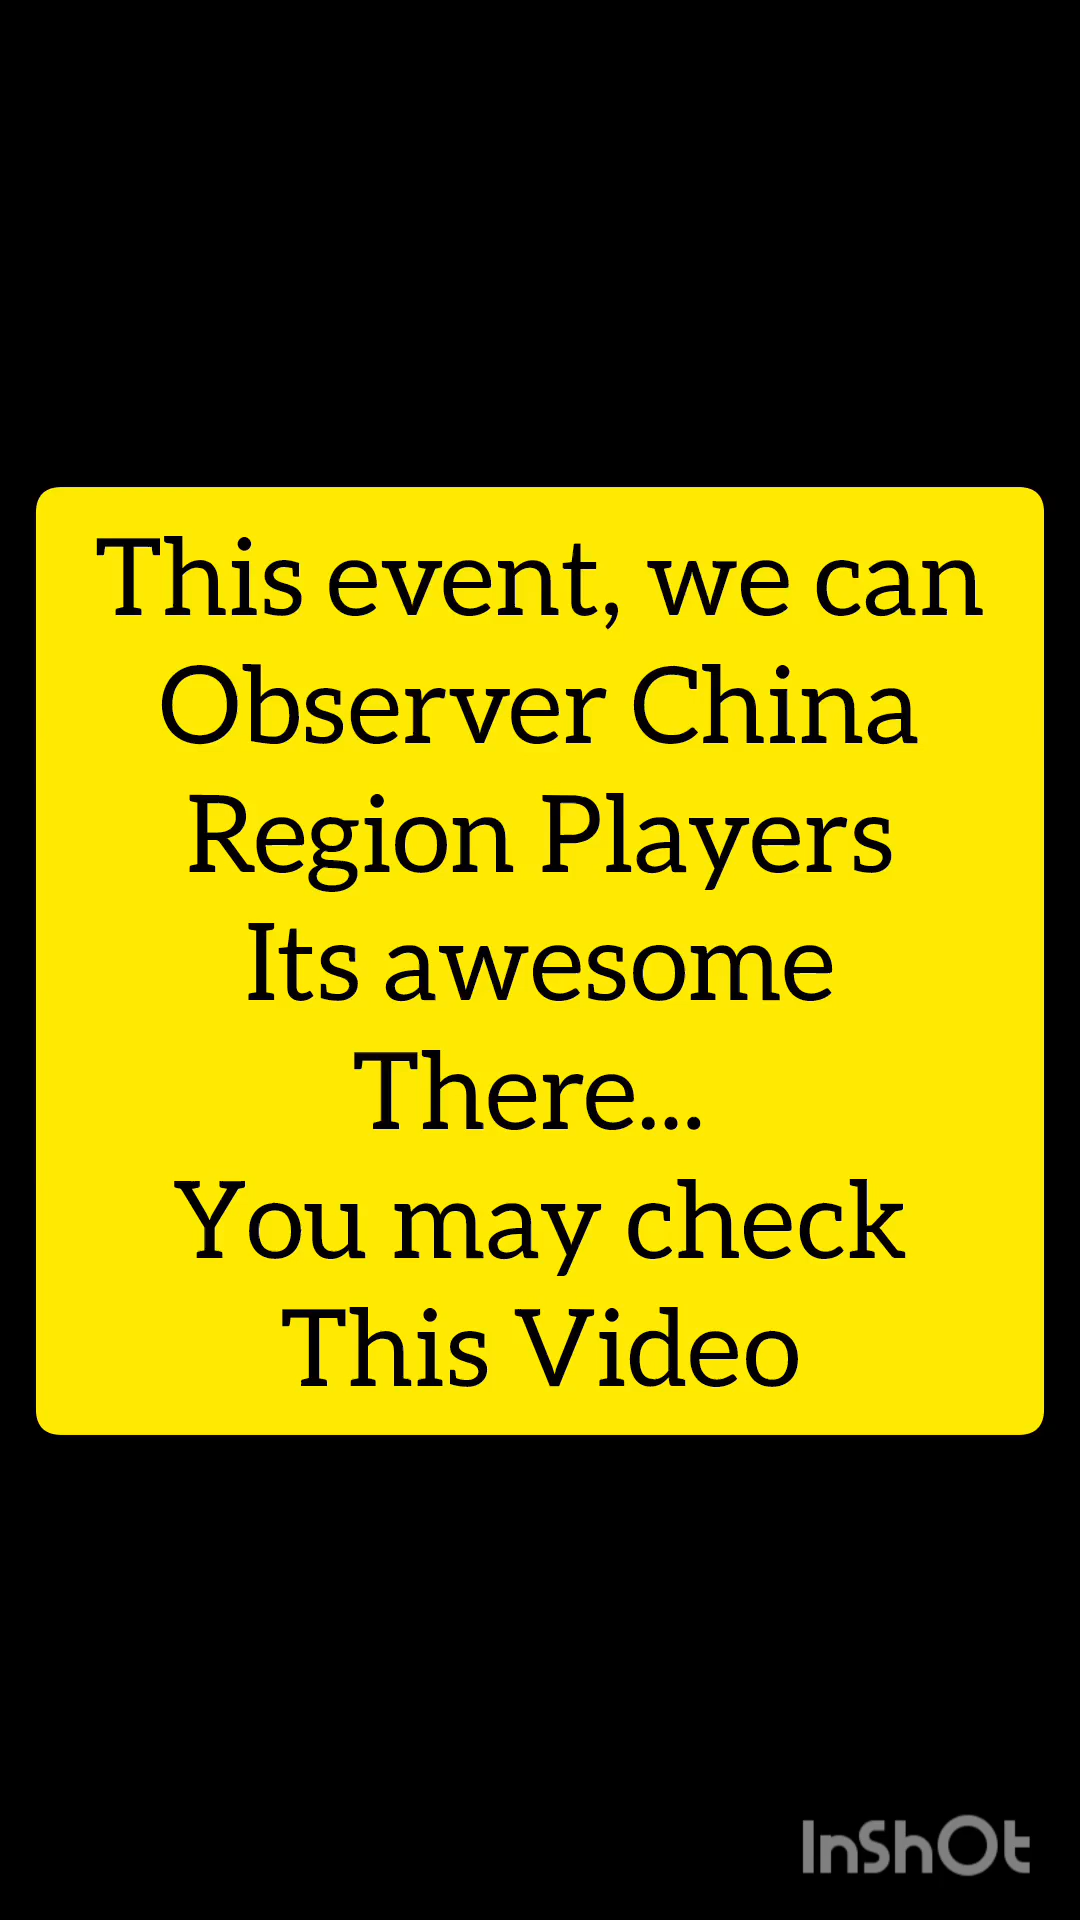 This event, we can
Observer China
Region Players
Its awesome
There...
You may check
This Video
InShOt